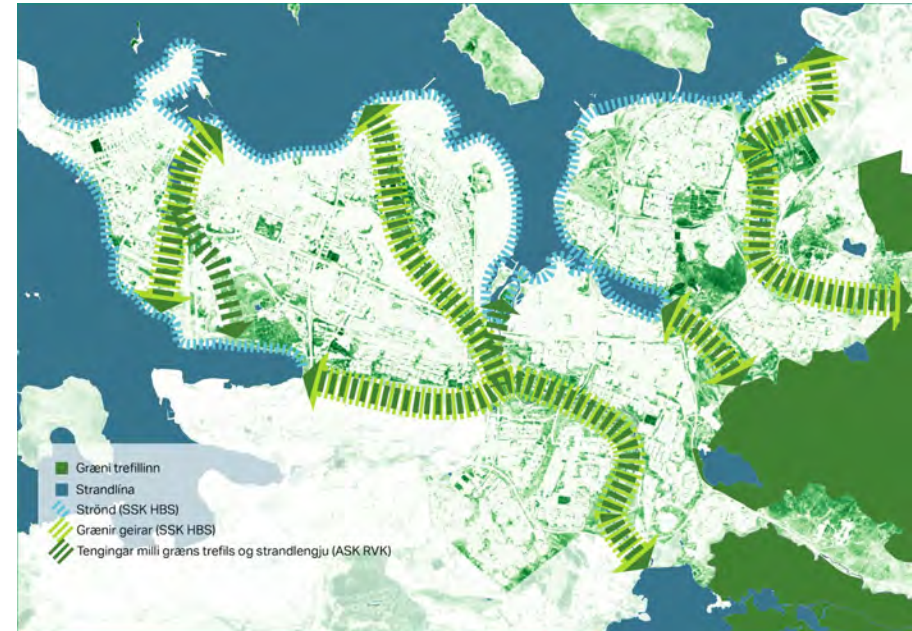 Græni trefillinn
Strandlína
Strönd (SSK HBS)
Grænir geirar (SSK HBS)
Tengingar milli græns trefils og strandlengju (ASK RVK)